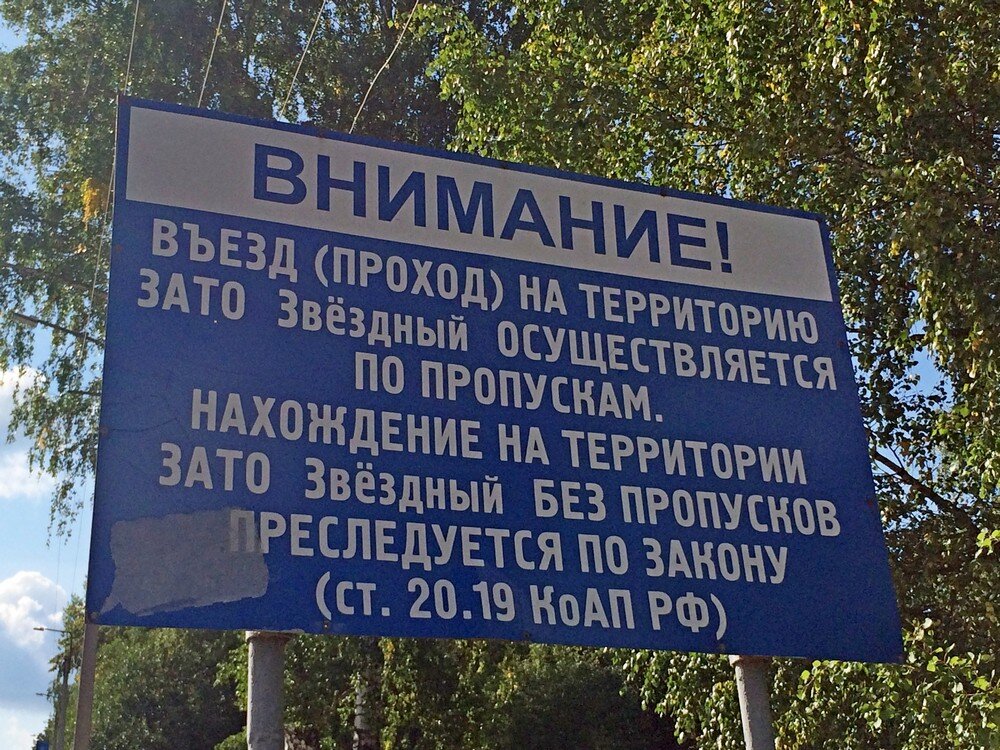 ВНИМАНИЕ!
ВЪЕЗД (ПРОХОД) НА ТЕРРИТОРИЮ
ЗАТО Звёздный ОСУЩЕСТВЛЯЕТСЯ
ПО ПРОПУСКАМ.
НАХОЖДЕНИЕ НА ТЕРРИТОРИИ
ЗАТО Звёздный БЕЗ ПРОПУСКОВ
ПРЕСЛЕДУЕТСЯ ПО ЗАКОНУ
(СТ. 20.19 КоАП РФ)